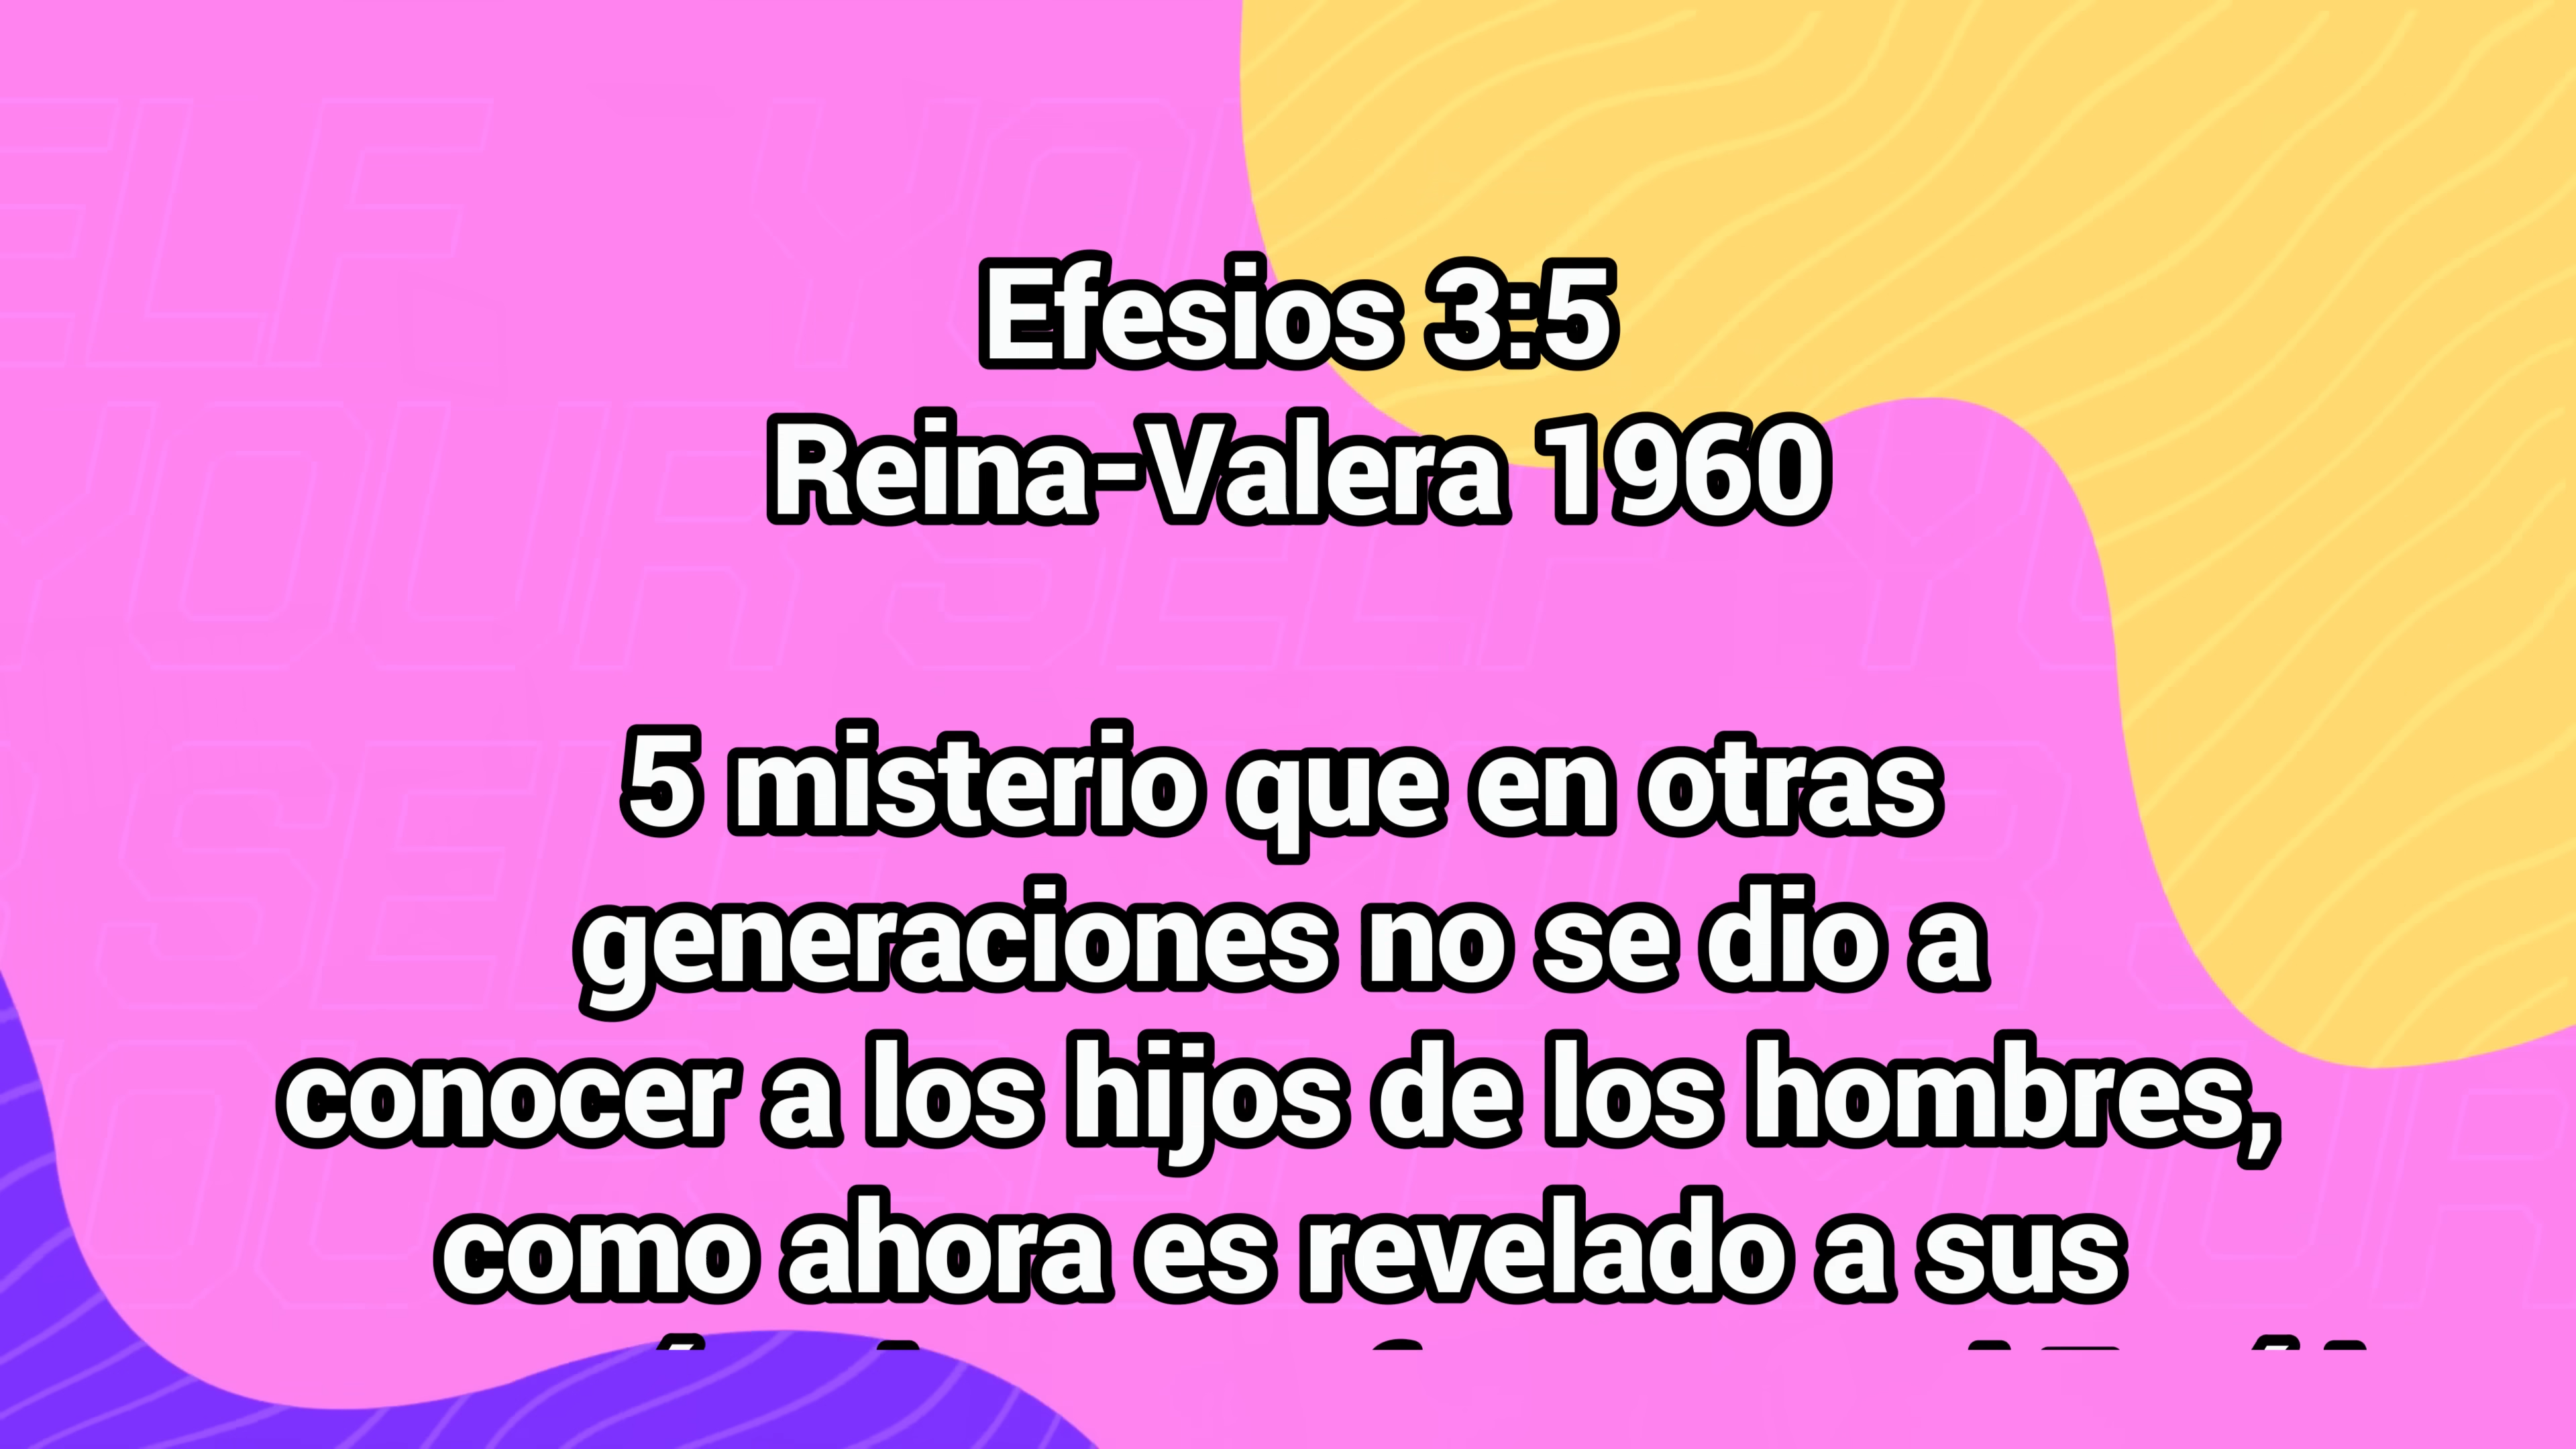 Efesios 3:5
Reina-Valera 1960
5 misterio que en otras
generaciones no se dio a
conocer a los hijos de los hombres,
como ahora es revelado a sus